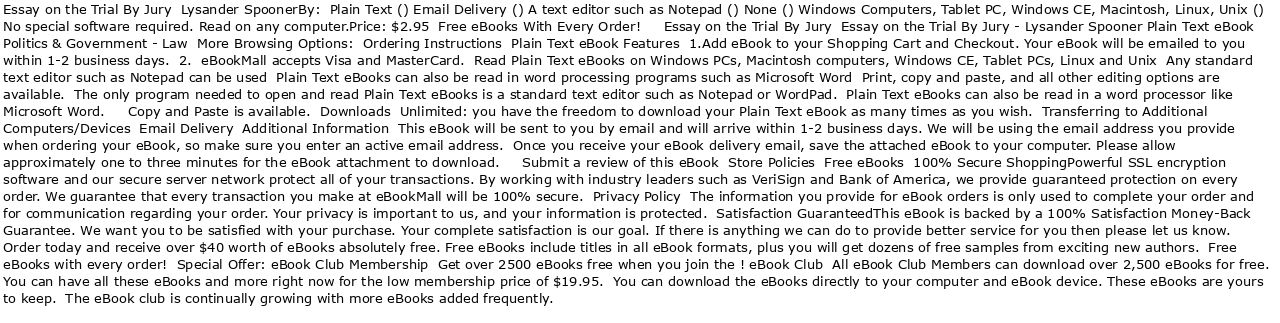 Essay on the Trial By Jury  Lysander SpoonerBy:  Plain Text () Email Delivery () A text editor such as Notepad () None () Windows Computers, Tablet PC, Windows CE, Macintosh, Linux, Unix ()
No special software required. Read on any computer.Price: $2.95  Free eBooks With Every Order!     Essay on the Trial By Jury  Essay on the Trial By Jury - Lysander Spooner Plain Text eBook
Politics & Government - Law  More Browsing Options:  Ordering Instructions  Plain Text eBook Features  1.Add eBook to your Shopping Cart and Checkout. Your eBook will be emailed to you
within 1-2 business days.  2.  eBookMall accepts Visa and MasterCard.  Read Plain Text eBooks on Windows PCs, Macintosh computers, Windows CE, Tablet PCs, Linux and Unix  Any standard
text editor such as Notepad can be used  Plain Text eBooks can also be read in word processing programs such as Microsoft Word  Print, copy and paste, and all other editing options are
available.  The only program needed to open and read Plain Text eBooks is a standard text editor such as Notepad or WordPad.  Plain Text eBooks can also be read in a word processor like
Microsoft Word.     Copy and Paste is available.  Downloads  Unlimited: you have the freedom to download your Plain Text eBook as many times as you wish.  Transferring to Additional
Computers/Devices  Email Delivery  Additional Information  This eBook will be sent to you by email and will arrive within 1-2 business days. We will be using the email address you provide
when ordering your eBook, so make sure you enter an active email address.  Once you receive your eBook delivery email, save the attached eBook to your computer. Please allow
approximately one to three minutes for the eBook attachment to download.     Submit a review of this eBook  Store Policies  Free eBooks  100% Secure ShoppingPowerful SSL encryption
software and our secure server network protect all of your transactions. By working with industry leaders such as VeriSign and Bank of America, we provide guaranteed protection on every
order. We guarantee that every transaction you make at eBookMall will be 100% secure.  Privacy Policy  The information you provide for eBook orders is only used to complete your order and
for communication regarding your order. Your privacy is important to us, and your information is protected.  Satisfaction GuaranteedThis eBook is backed by a 100% Satisfaction Money-Back
Guarantee. We want you to be satisfied with your purchase. Your complete satisfaction is our goal. If there is anything we can do to provide better service for you then please let us know.
Order today and receive over $40 worth of eBooks absolutely free. Free eBooks include titles in all eBook formats, plus you will get dozens of free samples from exciting new authors.  Free
eBooks with every order!  Special Offer: eBook Club Membership  Get over 2500 eBooks free when you join the ! eBook Club  All eBook Club Members can download over 2,500 eBooks for free.
You can have all these eBooks and more right now for the low membership price of $19.95.  You can download the eBooks directly to your computer and eBook device. These eBooks are yours
to keep.  The eBook club is continually growing with more eBooks added frequently.